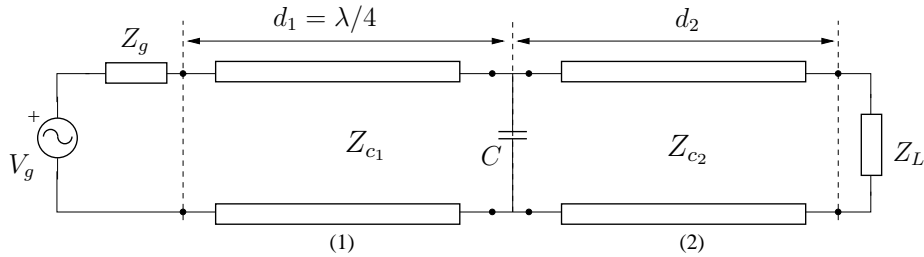 d₁ = λ/4
d₂
Z_g
+
V_g
Z_{c₁}
C
Z_{c₂}
Z_L
(1)
(2)